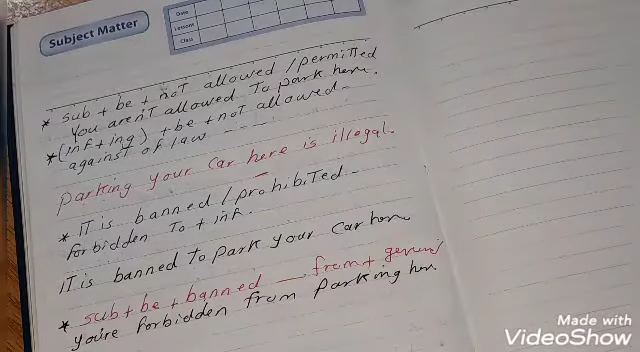 Subject Matter
Date
Lessons
Class
* sub + be + not allowed / permitted
You aren't allowed To park here.
* (inf + ing) + be + not allowed -
against of law
Parking your car here is illegal.
* IT is banned / prohibited -
Forbidden To + inf.
IT is banned To park your car here
* sub + be + banned from + gerund
you're forbidden from parking here
Made with
VideoShow